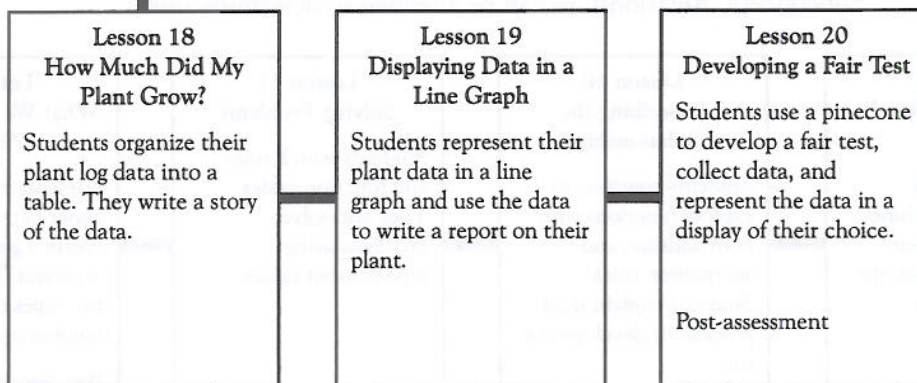 Lesson 18
How Much Did My
Plant Grow?
Students organize their
plant log data into a
table. They write a story
of the data.
Lesson 19
Displaying Data in a
Line Graph
Students represent their
plant data in a line
graph and use the data
to write a report on their
plant.
Lesson 20
Developing a Fair Test
Students use a pinecone
to develop a fair test,
collect data, and
represent the data in a
display of their choice.
Post-assessment